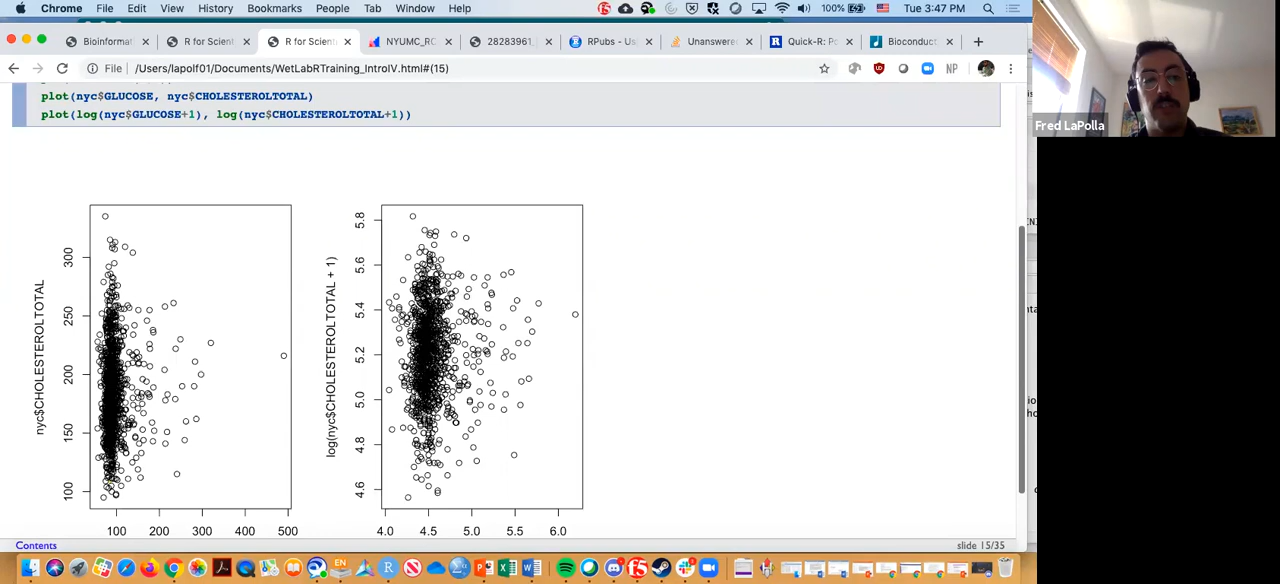 Chrome File Edit View History Bookmarks People Tab Window Help 100% Tue 3:47 PM
Bioinformat × R for Scient × R for Scient × NYUMC_RC × 28283961. × RPubs - Us × Unanswere × Quick-R: Pc × Bioconduct × +
File /Users/lapolf01/Documents/WetLabRTraining_IntroIV.html#(15) NP
plot(nyc$GLUCOSE, nyc$CHOLESTEROLTOTAL)
plot(log(nyc$GLUCOSE+1), log(nyc$CHOLESTEROLTOTAL+1))
Fred LaPolla
nyc$CHOLESTEROLTOTAL
300
250
200
150
100
100 200 300 400 500
log(nyc$CHOLESTEROLTOTAL + 1)
5.8
5.6
5.4
5.2
5.0
4.8
4.6
4.0 4.5 5.0 5.5 6.0
Contents
slide 15/35